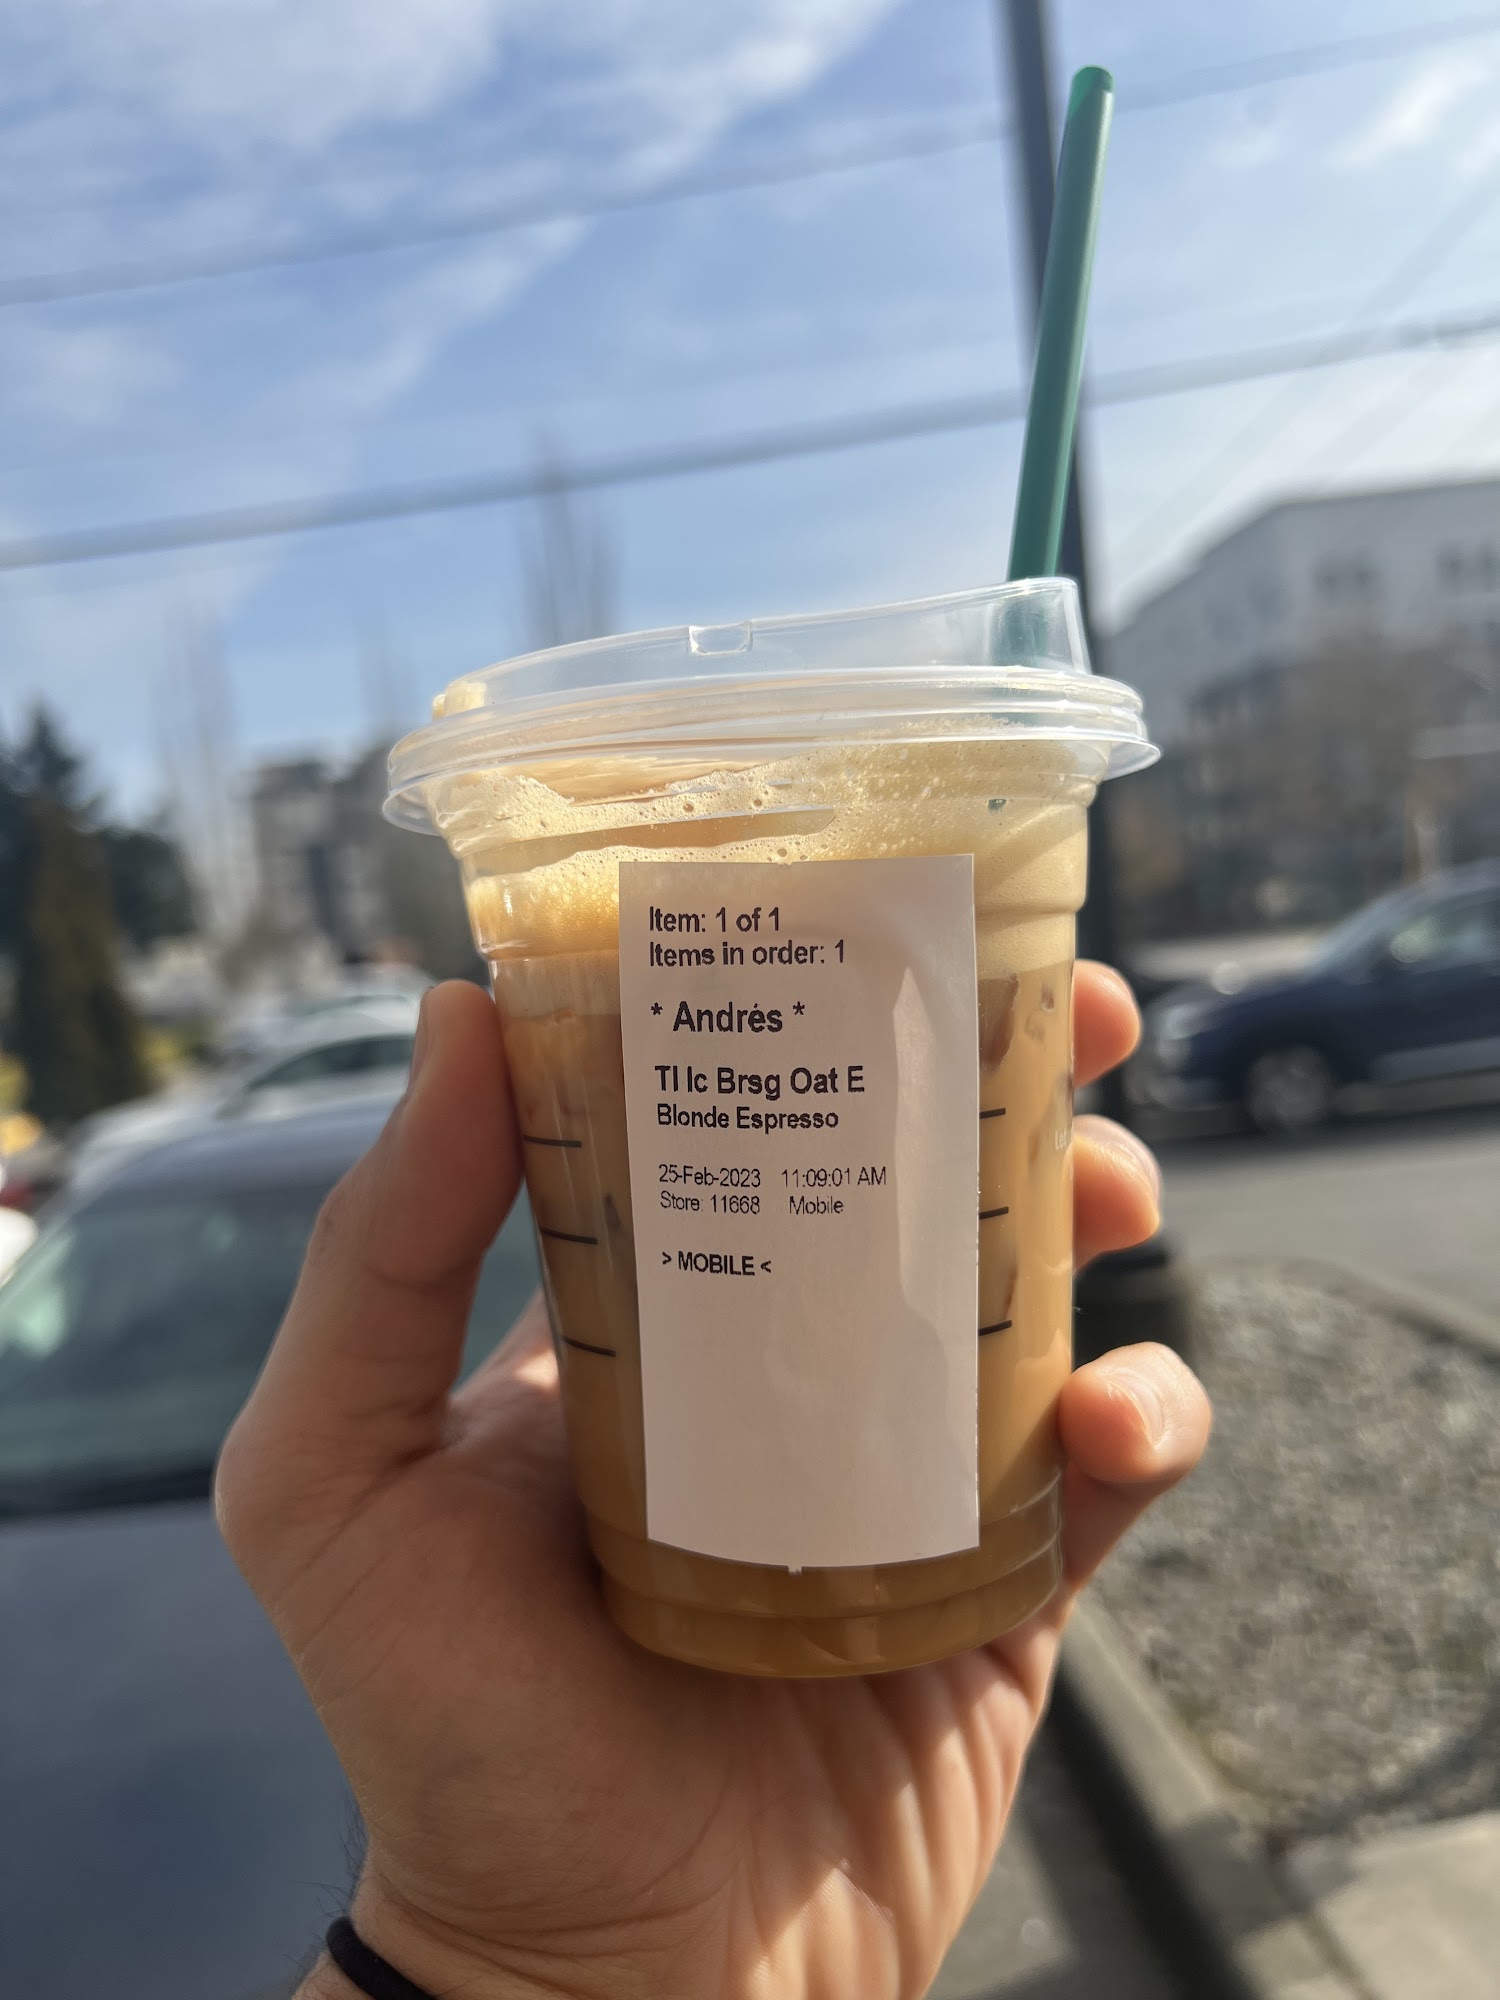 Item: 1 of 1
Items in order: 1
* Andrés *
Tl Ic Brsg Oat E
Blonde Espresso
25-Feb-2023 11:09:01 AM
Store: 11668 Mobile
> MOBILE <